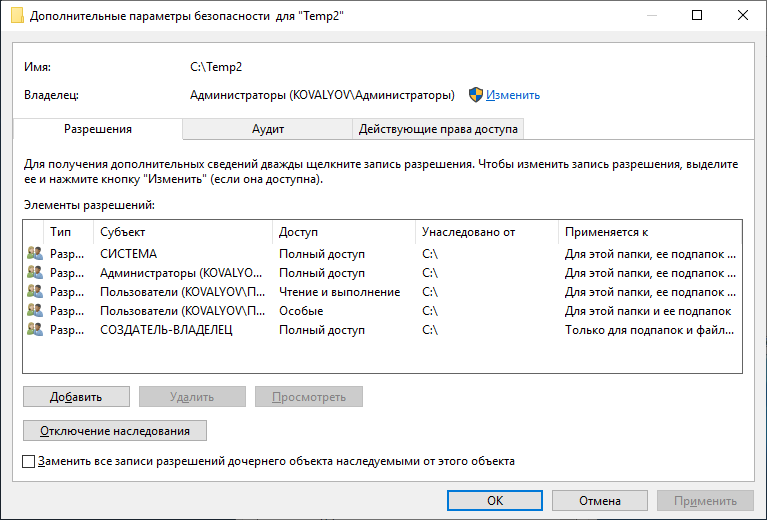 Дополнительные параметры безопасности для "Temp2"
Имя: C:\Temp2
Владелец: Администраторы (KOVALYOV\Администраторы) Изменить
Разрешения Аудит Действующие права доступа
Для получения дополнительных сведений дважды щелкните запись разрешения. Чтобы изменить запись разрешения, выделите
ее и нажмите кнопку "Изменить" (если она доступна).
Элементы разрешений:
Тип Субъект Доступ Унаследовано от Применяется к
Разр... СИСТЕМА Полный доступ C:\ Для этой папки, ее подпапок ...
Разр... Администраторы (KOVALYO... Полный доступ C:\ Для этой папки, ее подпапок ...
Разр... Пользователи (KOVALYOV\П... Чтение и выполнение C:\ Для этой папки, ее подпапок ...
Разр... Пользователи (KOVALYOV\П... Особые C:\ Для этой папки и ее подпапок
Разр... СОЗДАТЕЛЬ-ВЛАДЕЛЕЦ Полный доступ C:\ Только для подпапок и файл...
Добавить Удалить Просмотреть
Отключение наследования
Заменить все записи разрешений дочернего объекта наследуемыми от этого объекта
ОК Отмена Применить